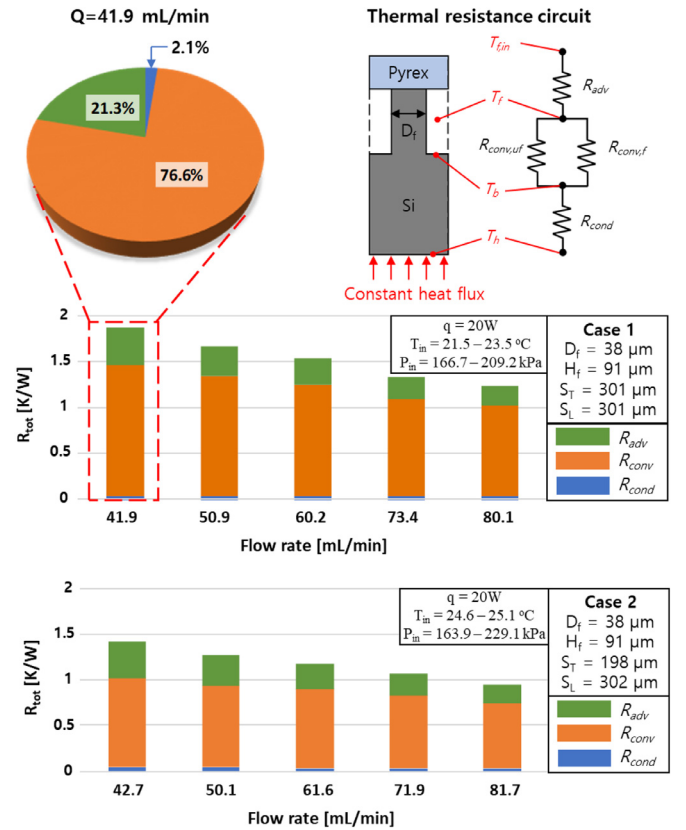 Q=41.9 mL/min
2.1%
21.3%
76.6%
Thermal resistance circuit
Pyrex
D_f
Si
T_f,in
R_adv
T_f
R_conv,uf
R_conv,f
T_b
R_cond
T_h
Constant heat flux
R_tot [K/W]
2
1.5
1
0.5
0
41.9 50.9 60.2 73.4 80.1
Flow rate [mL/min]
q = 20W
T_in = 21.5 – 23.5 °C
P_in = 166.7 – 209.2 kPa
Case 1
D_f = 38 μm
H_f = 91 μm
S_T = 301 μm
S_L = 301 μm
R_adv
R_conv
R_cond
R_tot [K/W]
2
1.5
1
0.5
0
42.7 50.1 61.6 71.9 81.7
Flow rate [mL/min]
q = 20W
T_in = 24.6 – 25.1 °C
P_in = 163.9 – 229.1 kPa
Case 2
D_f = 38 μm
H_f = 91 μm
S_T = 198 μm
S_L = 302 μm
R_adv
R_conv
R_cond